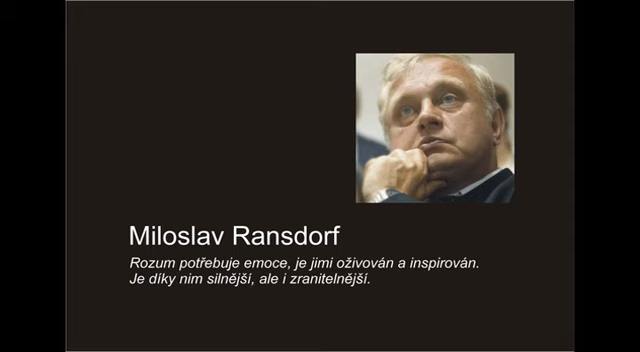 Miloslav Ransdorf
Rozum potřebuje emoce, je jimi oživován a inspirován.
Je díky nim silnější, ale i zranitelnější.